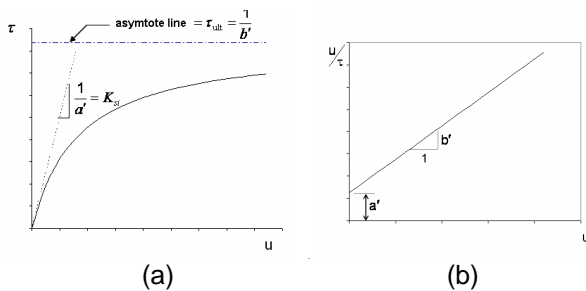 asymtote line = τ_ult = 1/b′
τ
1/a′ = K_si
u
(a)
u/τ
b′
1
a′
u
(b)